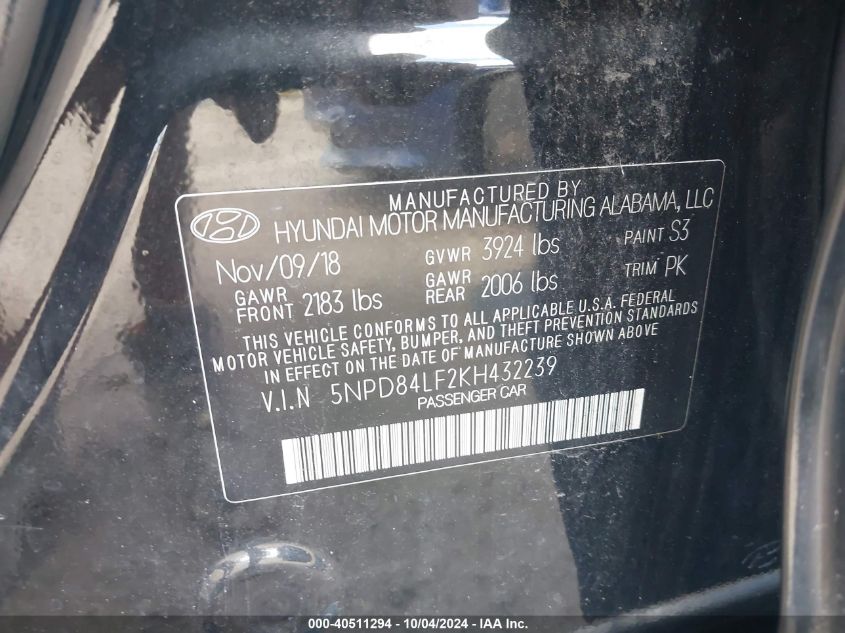 MANUFACTURED BY
HYUNDAI MOTOR MANUFACTURING ALABAMA, LLC
Nov/09/18 GVWR 3924 lbs PAINT S3
GAWR FRONT 2183 lbs GAWR REAR 2006 lbs TRIM PK
THIS VEHICLE CONFORMS TO ALL APPLICABLE U.S.A. FEDERAL
MOTOR VEHICLE SAFETY, BUMPER, AND THEFT PREVENTION STANDARDS
IN EFFECT ON THE DATE OF MANUFACTURE SHOWN ABOVE
V.I.N 5NPD84LF2KH432239
PASSENGER CAR
000-40511294 - 10/04/2024 - IAA Inc.